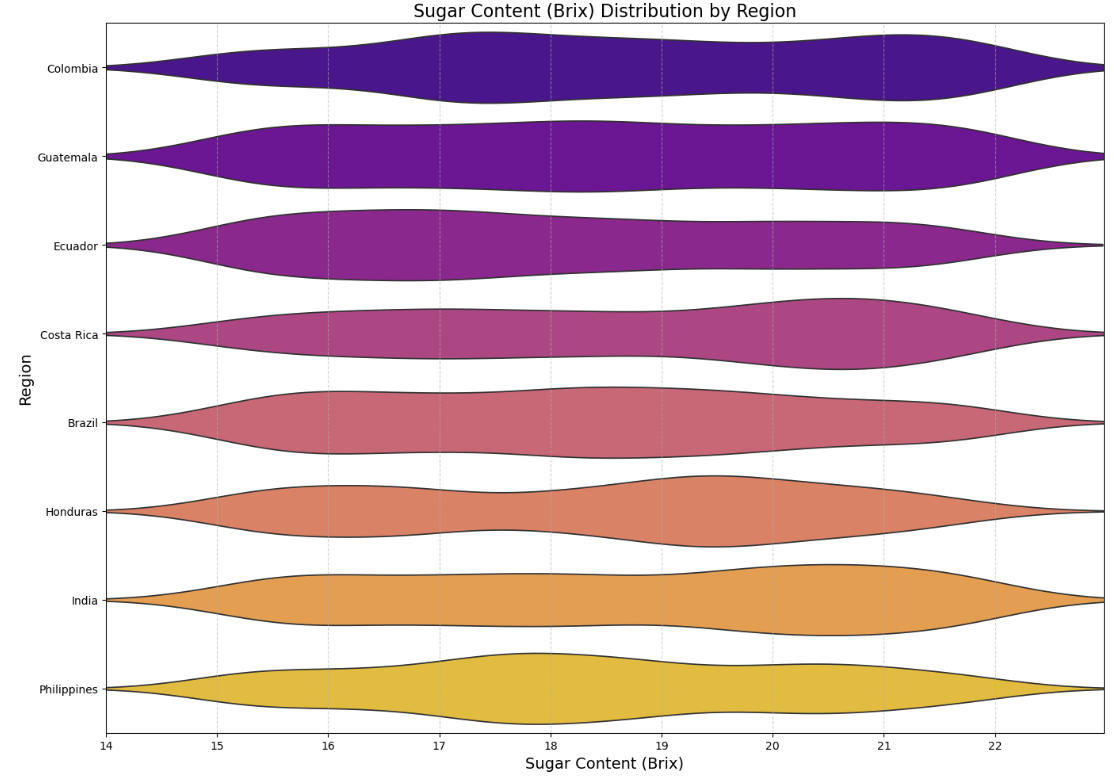 Sugar Content (Brix) Distribution by Region
Colombia
Guatemala
Ecuador
Costa Rica
Brazil
Honduras
India
Philippines
Region
14 15 16 17 18 19 20 21 22
Sugar Content (Brix)